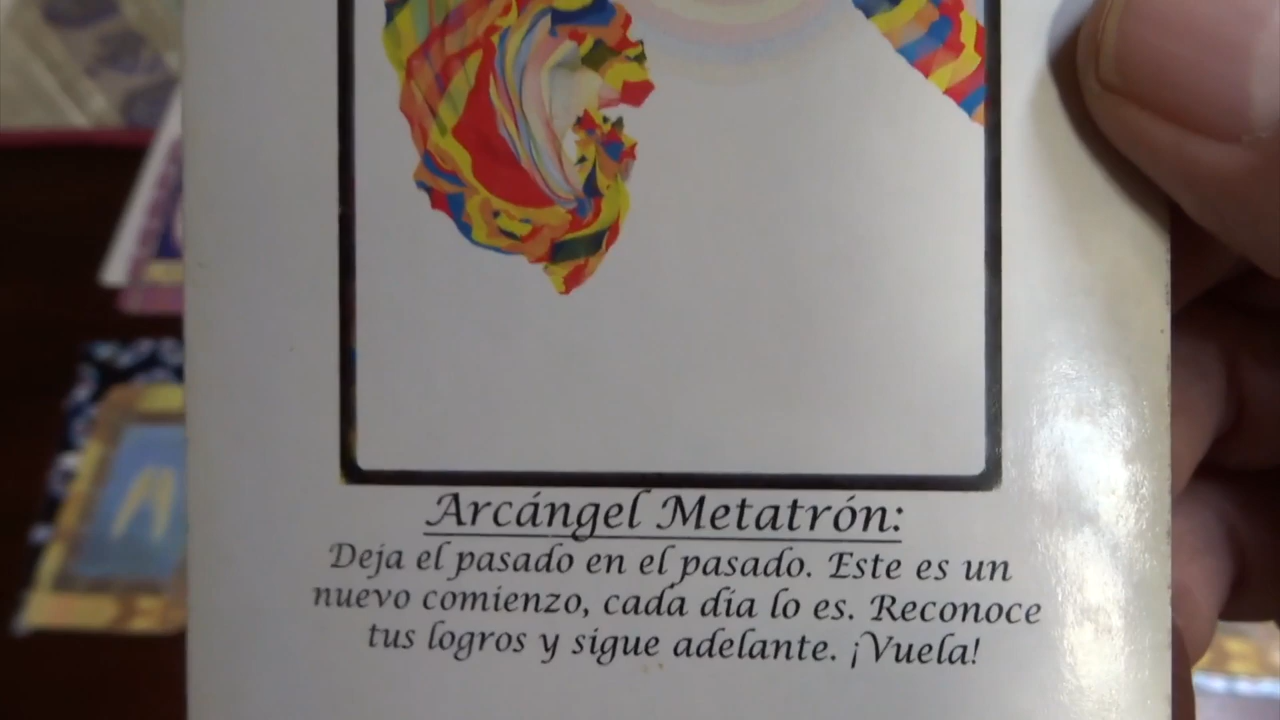 Arcángel Metatrón:
Deja el pasado en el pasado. Este es un
nuevo comienzo, cada día lo es. Reconoce
tus logros y sigue adelante. ¡Vuela!